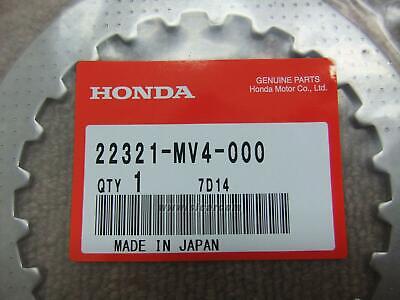 GENUINE PARTS
HONDA
Honda Motor Co., Ltd.
22321-MV4-000
QTY 1 7D14
MADE IN JAPAN